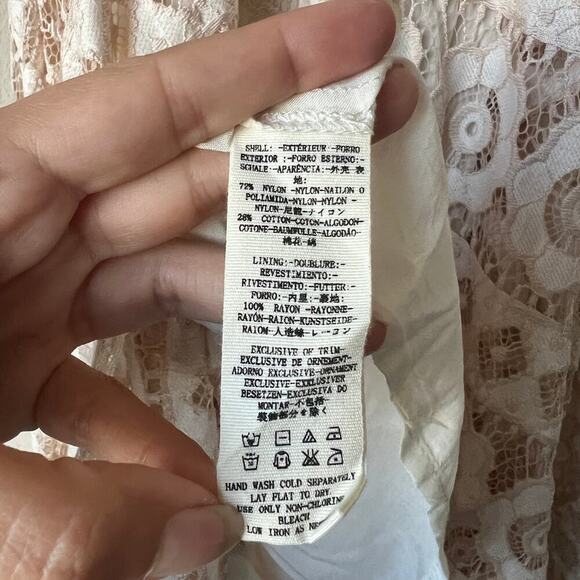 SHELL: -EXTÉRIEUR -FORRO
EXTERIOR :-FORRO ESTERNO:-
SCHALE:-APARÊNCIA:-外壳 表
地:
72% NYLON -NYLON-NAILON O
POLIAMIDA-NYLON-NYLON -
NYLON-尼龍-ナイロン
28% COTTON-COTON-ALGODON-
COTONE-BAUMWOLLE-ALGODÃO-
棉花-綿
LINING:-DOUBLURE:-
REVESTIMIENTO:-
RIVESTIMENTO:-FUTTER:-
FORRO:-内里:-裏地:
100% RAYON -RAYONNE-
RAYÓN-RAION-KUNSTSEIDE-
RAIOM-人造絲-レーヨン
EXCLUSIVE OF TRIM-
EXCLUSIVE DE ORNEMENT-
ADORNO EXCLUSIVE-ORNAMENT
EXCLUSIVE-EXKLUSIVER
BESETZEN-EXCLUSIVA DO
MONTAR-不包括-
装飾部分を除く
HAND WASH COLD SEPARATELY
LAY FLAT TO DRY
USE ONLY NON-CHLORINE
BLEACH
LOW IRON AS